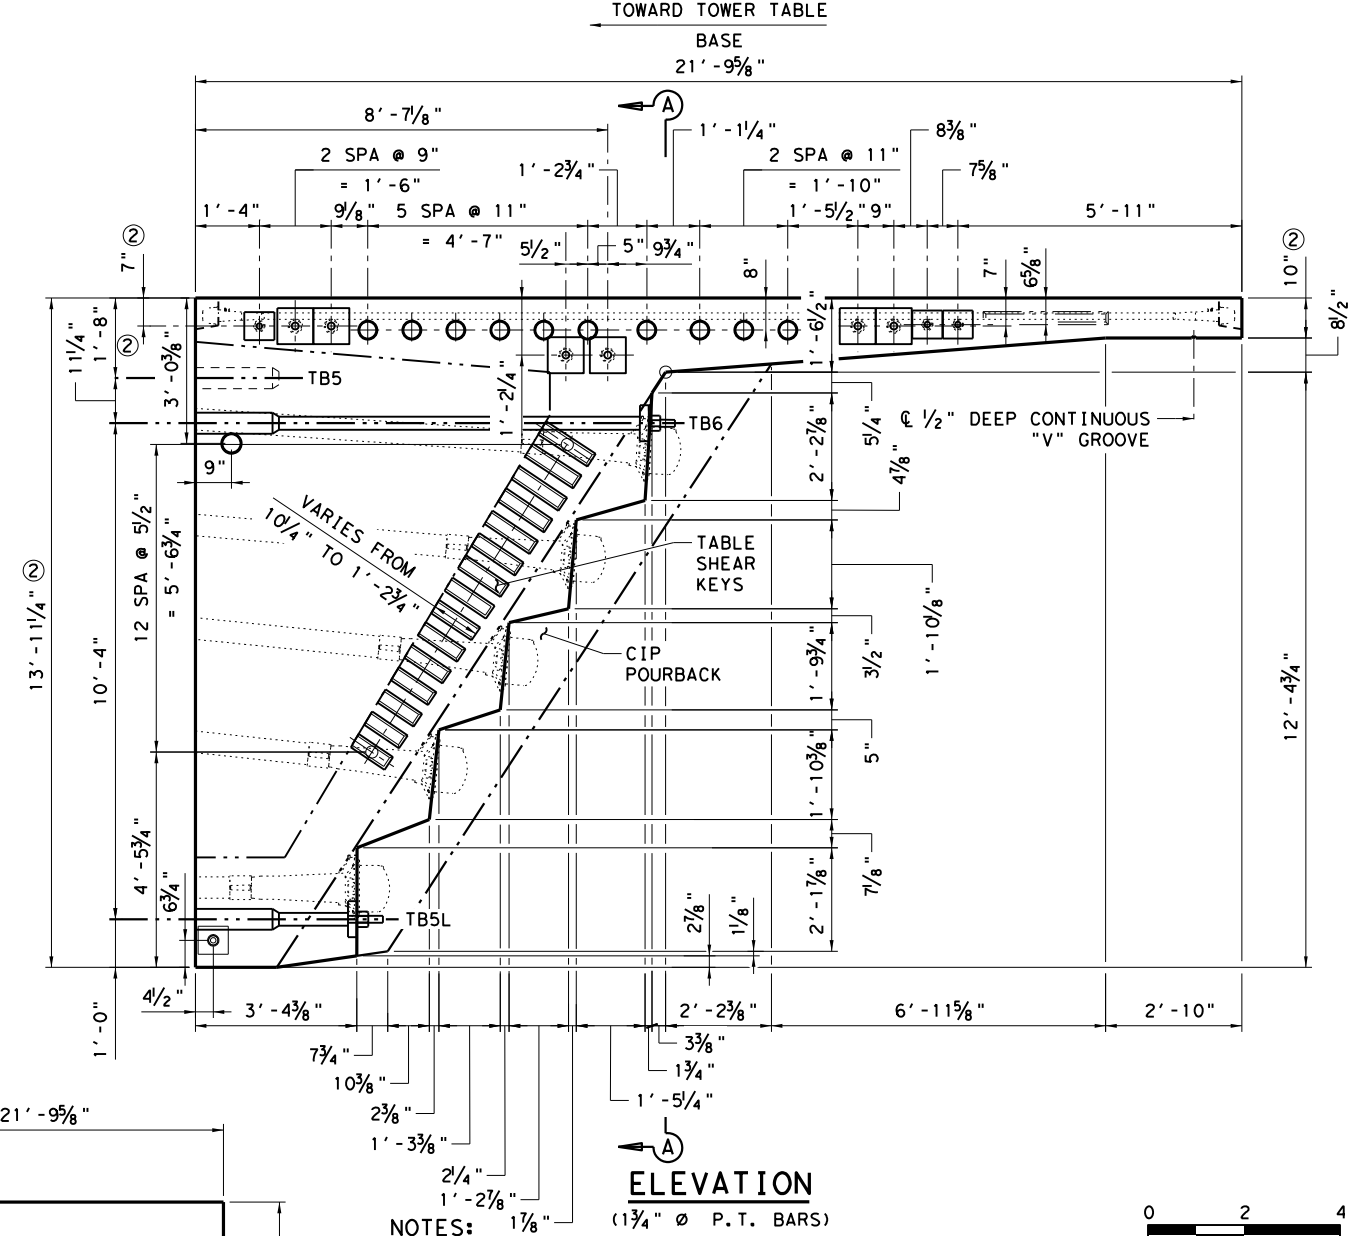 TOWARD TOWER TABLE
BASE
21'-9⅝"
A
8'-7⅛"
1'-1¼"
8⅜"
2 SPA @ 9"
= 1'-6"
1'-2¾"
2 SPA @ 11"
= 1'-10"
7⅝"
1'-4"
9⅛"
5 SPA @ 11"
= 4'-7"
1'-5½"
9"
5'-11"
5½"
5"
9¾"
2
7"
8"
7"
6⅝"
2
10"
8½"
1'-6½"
11¼"
1'-8"
2
3'-0⅜"
TB5
1'-2¼"
TB6
2'-2⅞"
5¼"
4⅞"
℄ ½" DEEP CONTINUOUS
"V" GROOVE
9"
VARIES FROM
10¼" TO 1'-2¾"
12 SPA @ 5½"
= 5'-6¾"
TABLE
SHEAR
KEYS
2
13'-11¼"
10'-4"
1'-10⅛"
CIP
POURBACK
1'-9¾"
3½"
12'-4¾"
1'-10⅜"
5"
4'-5¾"
6¾"
2'-1⅞"
7⅛"
TB5L
2⅞"
1⅛"
4½"
1'-0"
3'-4⅜"
2'-2⅜"
6'-11⅝"
2'-10"
7¾"
3⅜"
10⅜"
1¾"
2⅜"
1'-5¼"
1'-3⅜"
A
2¼"
1'-2⅞"
1⅞"
21'-9⅝"
ELEVATION
(1¾" Ø P.T. BARS)
NOTES:
0 2 4